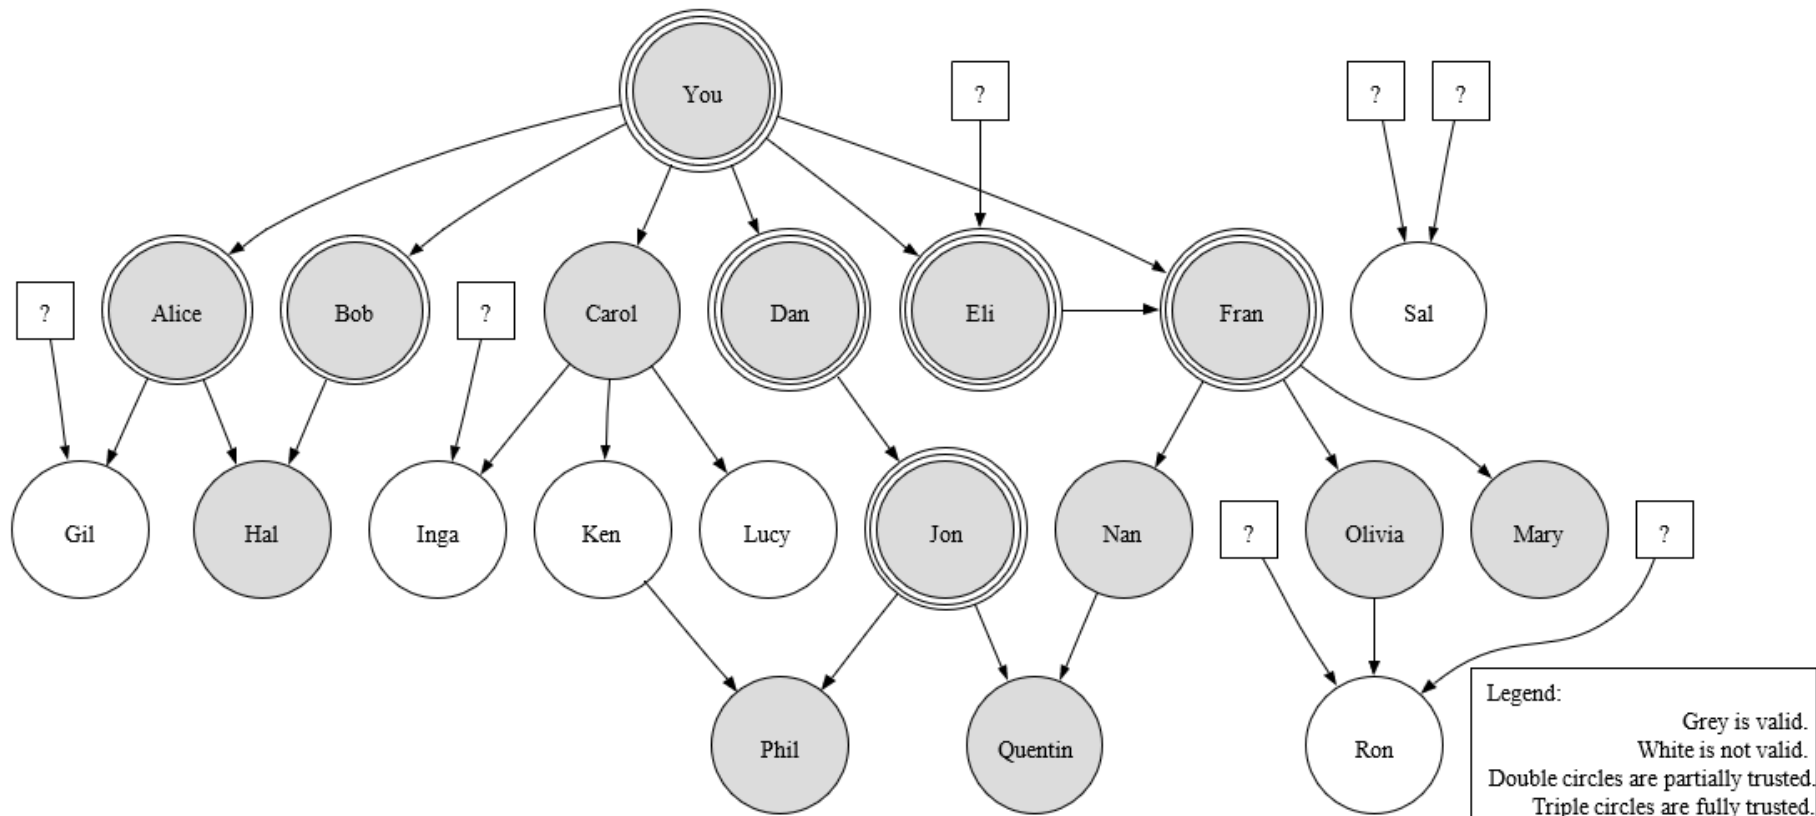 You
?
?
?
?
Alice
Bob
?
Carol
Dan
Eli
Fran
Sal
Gil
Hal
Inga
Ken
Lucy
Jon
Nan
?
Olivia
Mary
?
Phil
Quentin
Ron
Legend:
Grey is valid.
White is not valid.
Double circles are partially trusted.
Triple circles are fully trusted.